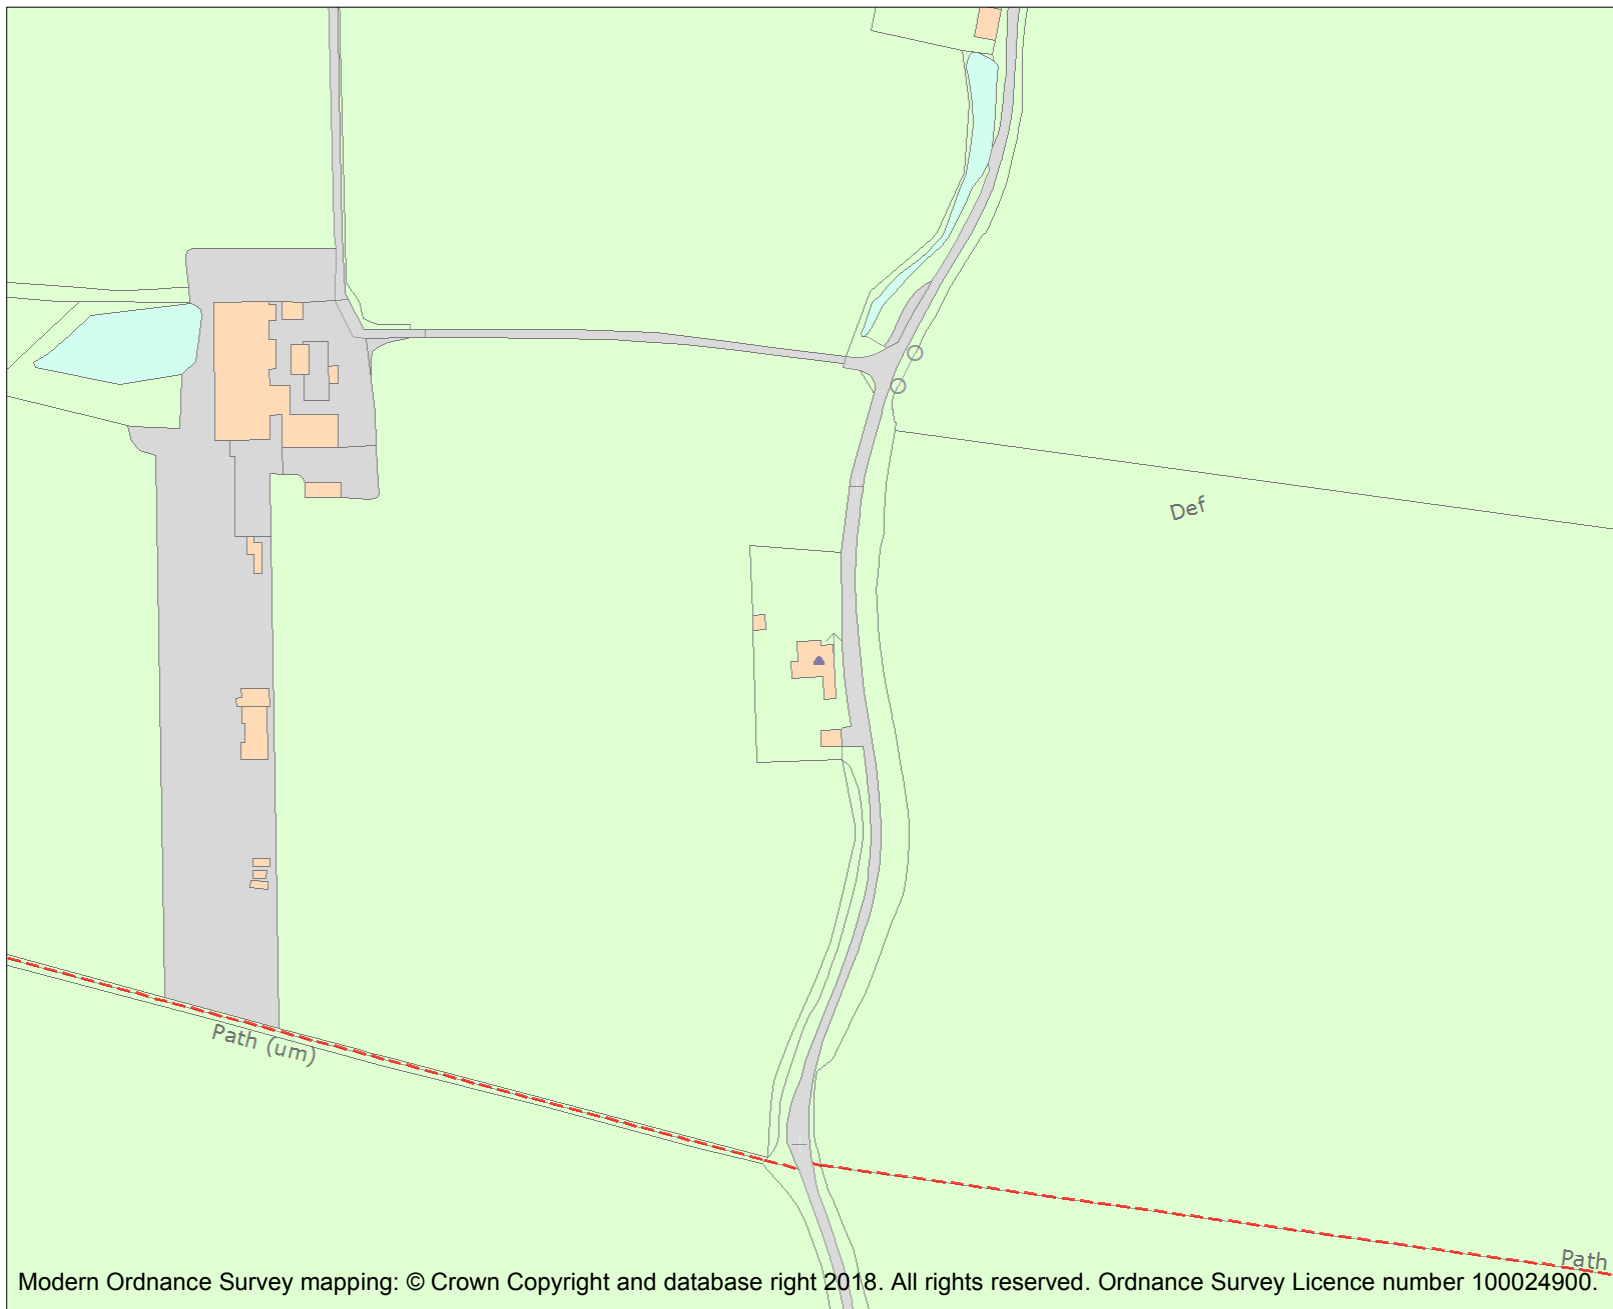 Def
Path (um)
Path
Modern Ordnance Survey mapping: © Crown Copyright and database right 2018. All rights reserved. Ordnance Survey Licence number 100024900.